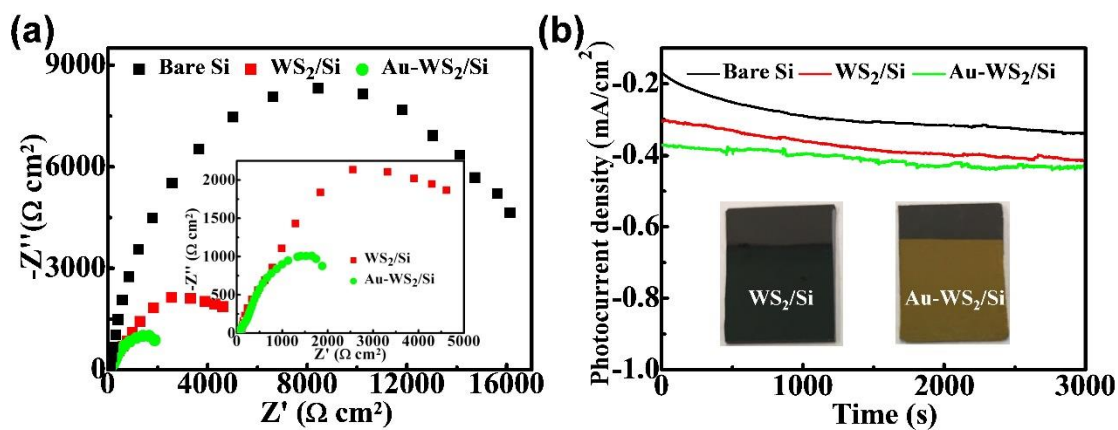 (a)
9000
6000
3000
0
-Z''(Ω cm²)
Bare Si WS₂/Si Au-WS₂/Si
2000
1500
1000
500
0
-Z'' (Ω cm²)
WS₂/Si
Au-WS₂/Si
0 1000 2000 3000 4000 5000
Z' (Ω cm²)
0 4000 8000 12000 16000
Z' (Ω cm²)
(b)
Photocurrent density (mA/cm²)
-0.2
-0.4
-0.6
-0.8
-1.0
Bare Si WS₂/Si Au-WS₂/Si
WS₂/Si
Au-WS₂/Si
0 1000 2000 3000
Time (s)